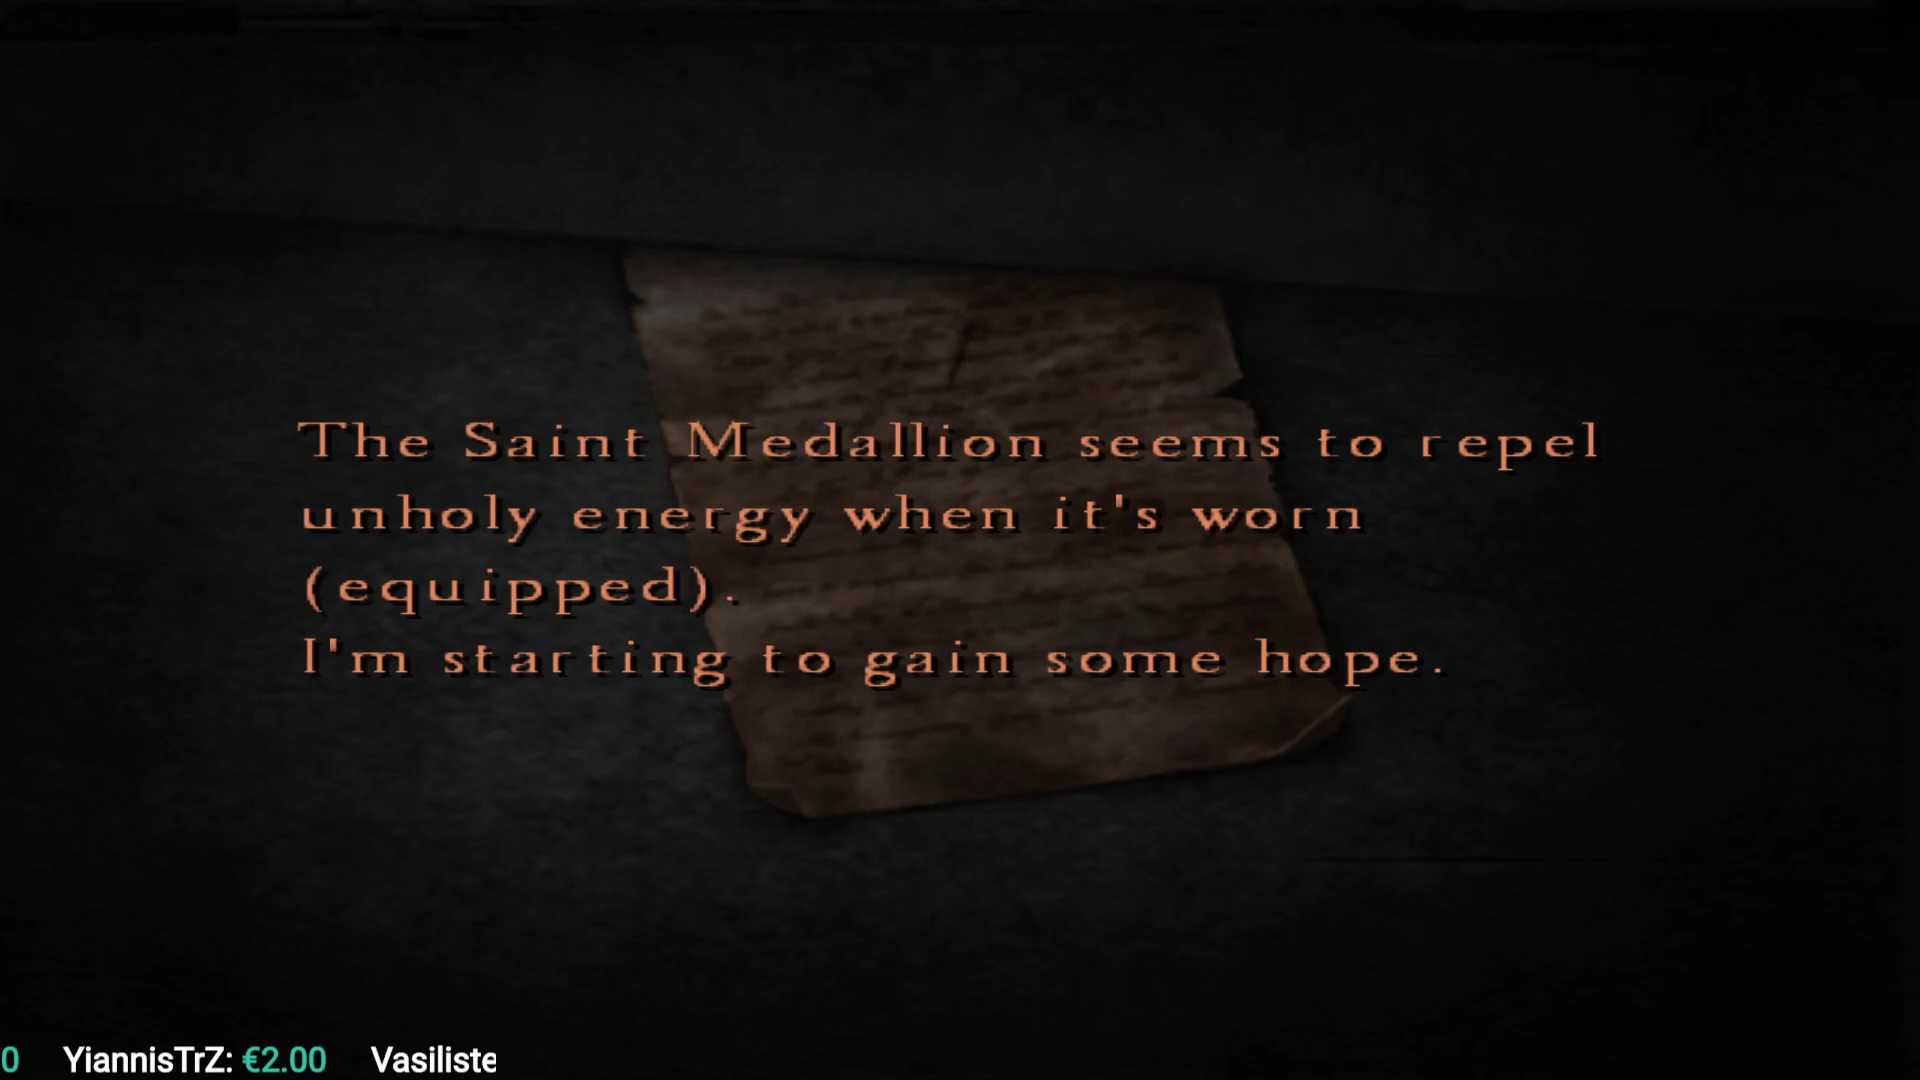 The Saint Medallion seems to repel
unholy energy when it's worn
(equipped).
I'm starting to gain some hope.
0 YiannisTrZ: €2.00 Vasiliste